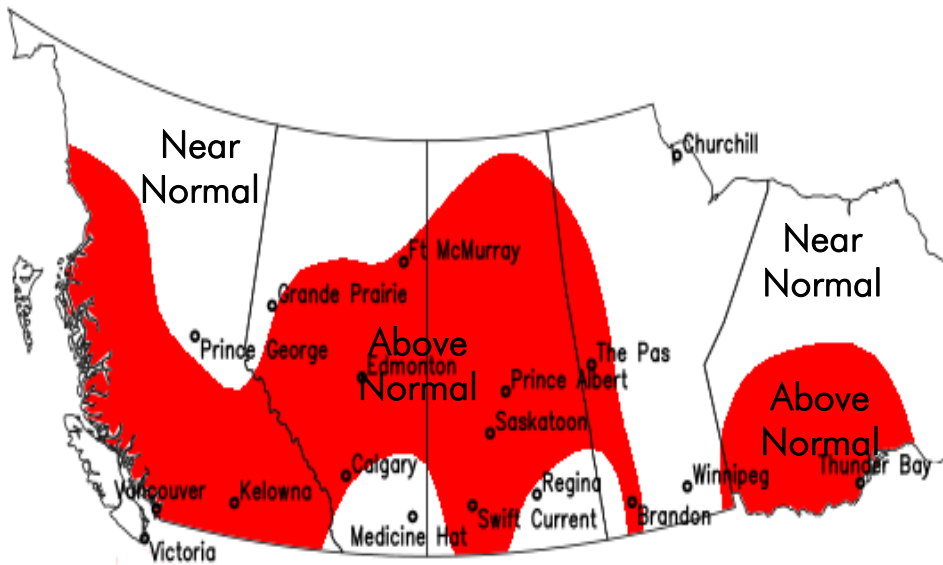 Near
Normal
Churchill
Near
Normal
Ft McMurray
Grande Prairie
Prince George
Above
Normal
Edmonton
The Pas
Prince Albert
Saskatoon
Above
Normal
Calgary
Thunder Bay
Winnipeg
Regina
Vancouver
Kelowna
Swift Current
Brandon
Medicine Hat
Victoria